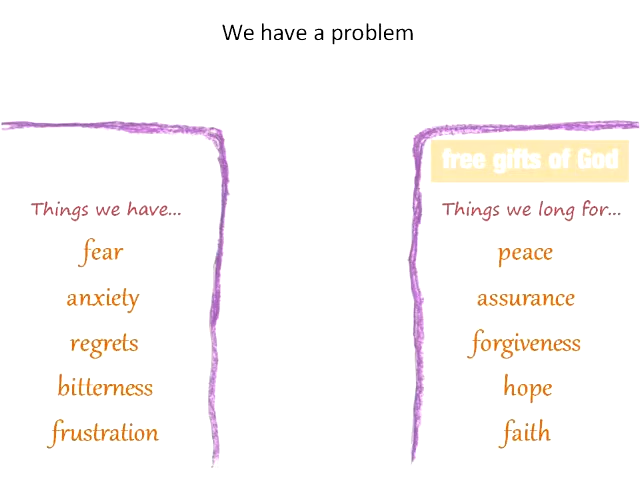 We have a problem
free gifts of God
Things we have...
fear
anxiety
regrets
bitterness
frustration
Things we long for...
peace
assurance
forgiveness
hope
faith